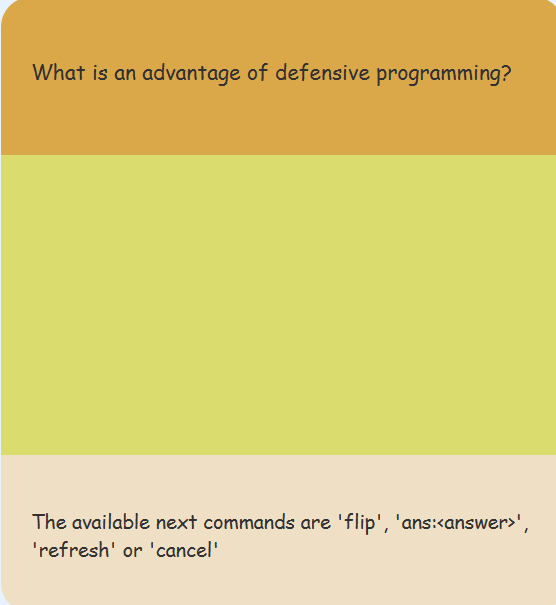 What is an advantage of defensive programming?
The available next commands are 'flip', 'ans:<answer>',
'refresh' or 'cancel'